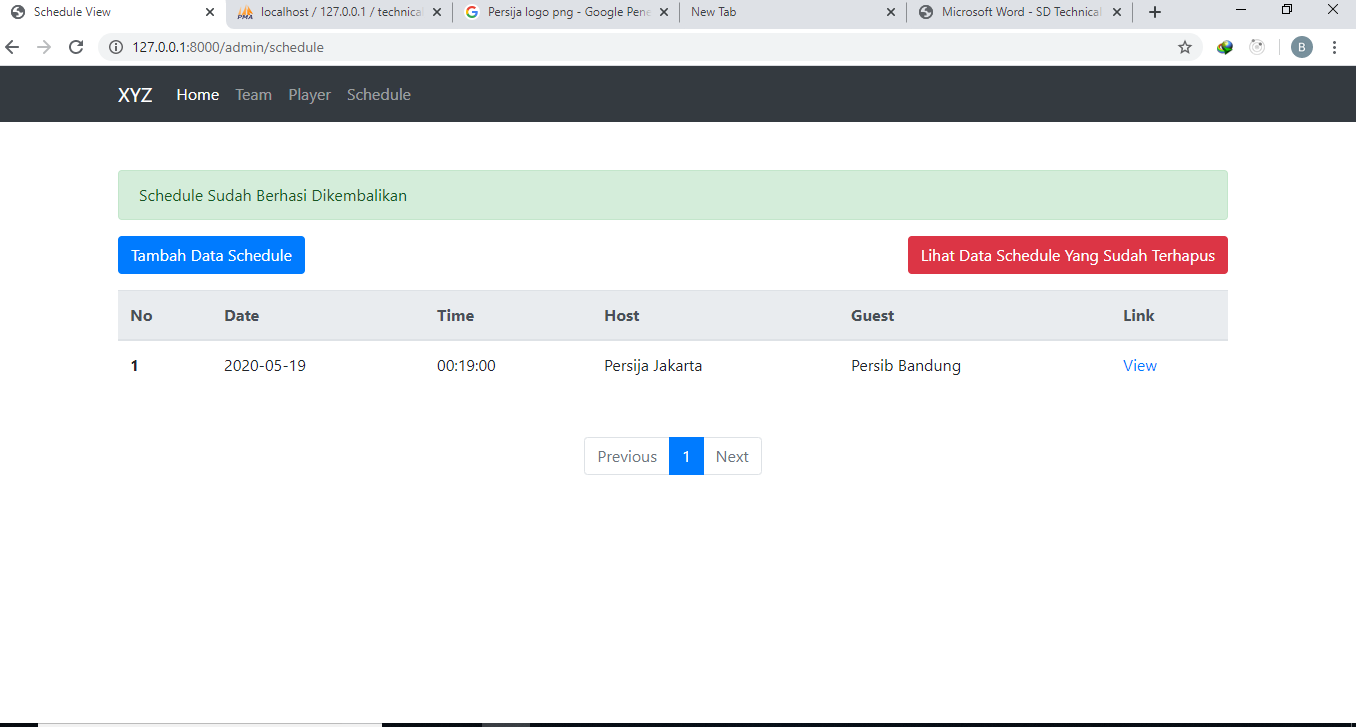 Schedule View
localhost / 127.0.0.1 / technical
Persija logo png - Google Pene
New Tab
Microsoft Word - SD Technical
127.0.0.1:8000/admin/schedule
B
XYZ Home Team Player Schedule
Schedule Sudah Berhasi Dikembalikan
Tambah Data Schedule
Lihat Data Schedule Yang Sudah Terhapus
No Date Time Host Guest Link
1 2020-05-19 00:19:00 Persija Jakarta Persib Bandung View
Previous 1 Next